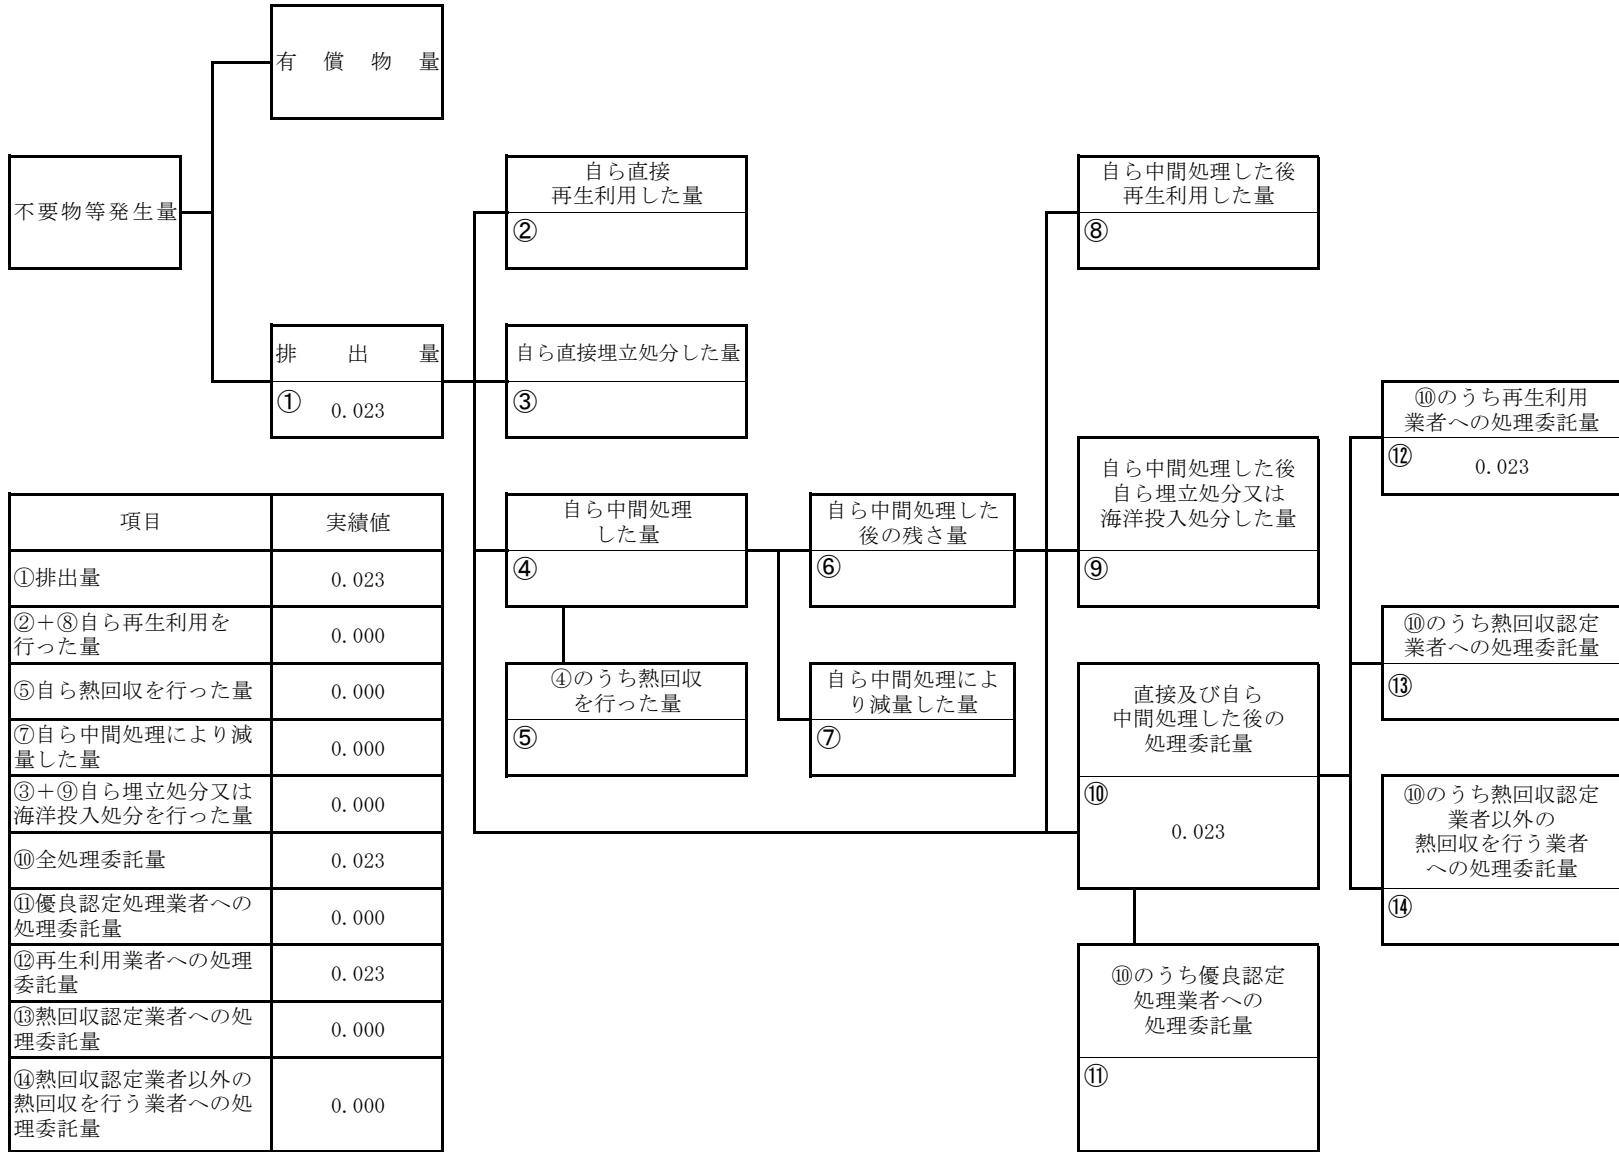 有償物量
不要物等発生量
排出量
①
0.023
自ら直接
再生利用した量
②
自ら直接埋立処分した量
③
自ら中間処理
した量
④
④のうち熱回収
を行った量
⑤
自ら中間処理した
後の残さ量
⑥
自ら中間処理によ
り減量した量
⑦
自ら中間処理した後
再生利用した量
⑧
自ら中間処理した後
自ら埋立処分又は
海洋投入処分した量
⑨
直接及び自ら
中間処理した後の
処理委託量
⑩
0.023
⑩のうち優良認定
処理業者への
処理委託量
⑪
⑩のうち再生利用
業者への処理委託量
⑫
0.023
⑩のうち熱回収認定
業者への処理委託量
⑬
⑩のうち熱回収認定
業者以外の
熱回収を行う業者
への処理委託量
⑭
項目
実績値
①排出量
0.023
②+⑧自ら再生利用を
行った量
0.000
⑤自ら熱回収を行った量
0.000
⑦自ら中間処理により減
量した量
0.000
③+⑨自ら埋立処分又は
海洋投入処分を行った量
0.000
⑩全処理委託量
0.023
⑪優良認定処理業者への
処理委託量
0.000
⑫再生利用業者への処理
委託量
0.023
⑬熱回収認定業者への処
理委託量
0.000
⑭熱回収認定業者以外の
熱回収を行う業者への処
理委託量
0.000